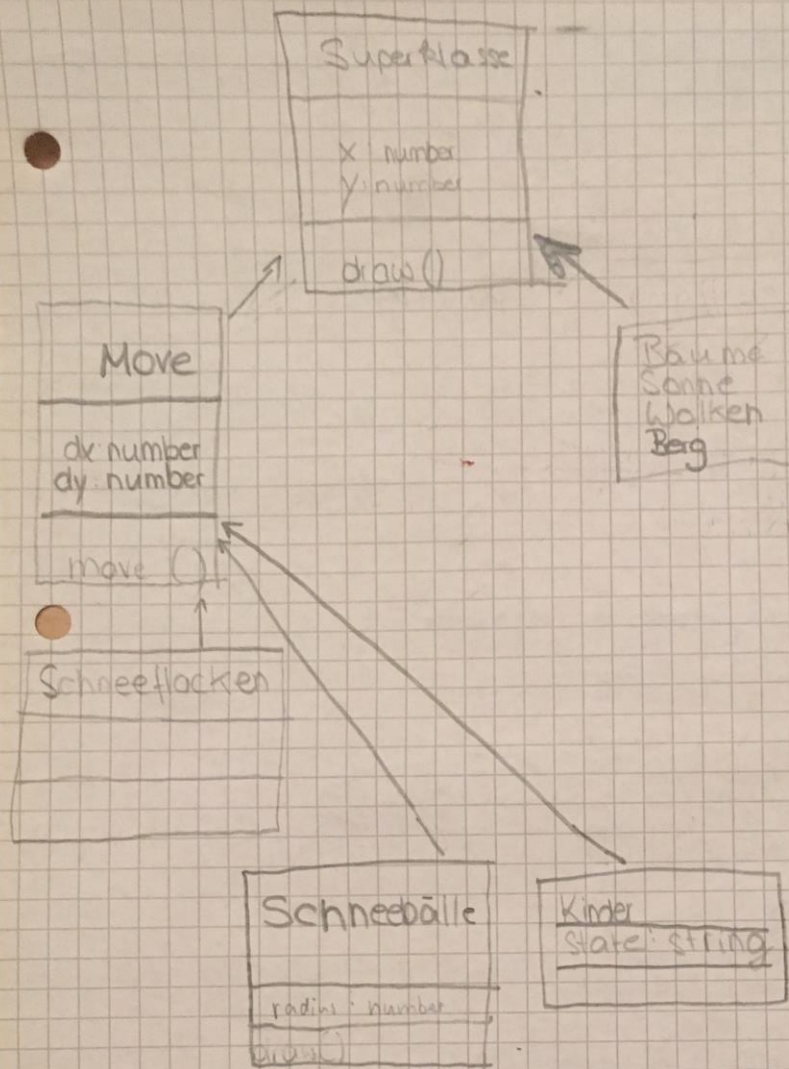 Superklasse
x : number
y : number
draw()
Move
dx number
dy number
move ()
Bäume
Sonne
Wolken
Berg
Schneeflocken
Schneebälle
radius : number
draw()
Kinder
state : string